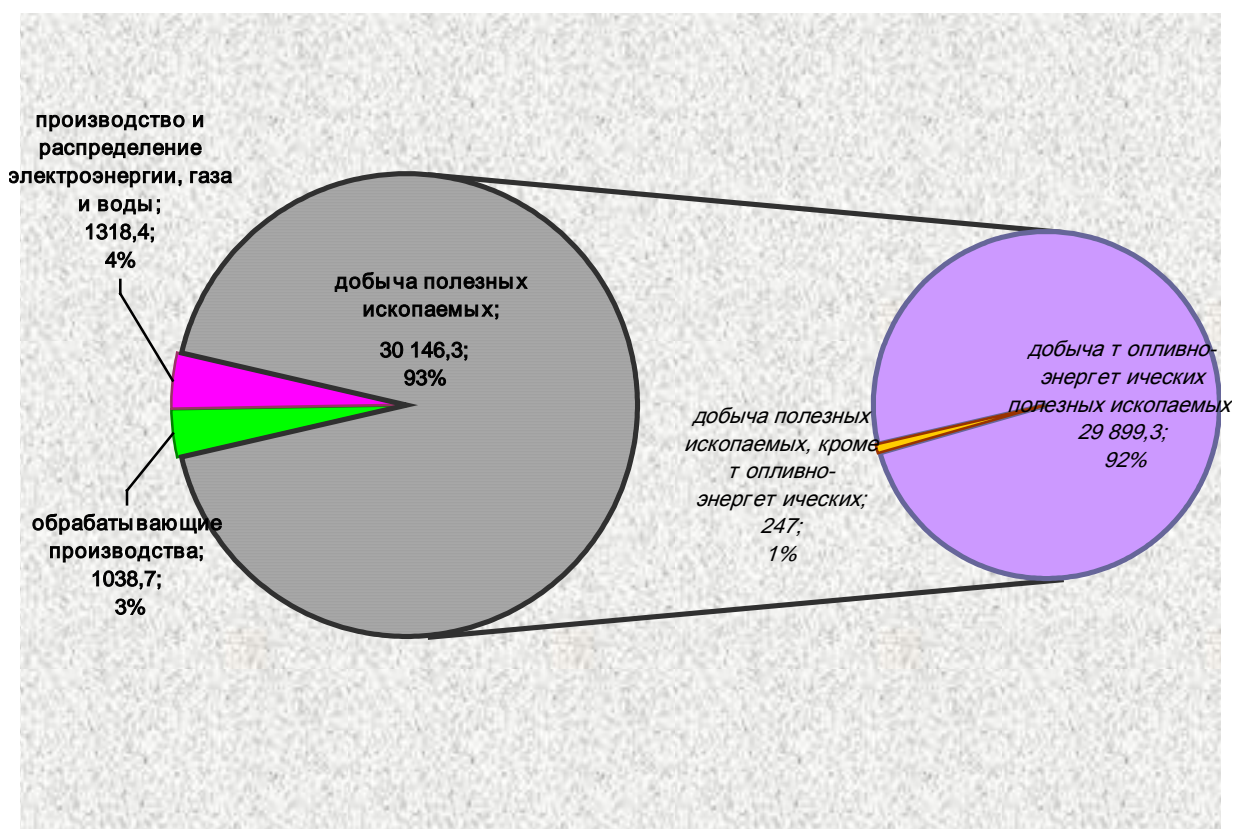 производство и
распределение
электроэнергии, газа
и воды;
1318,4;
4%
добыча полезных
ископаемых;
30 146,3;
93%
обрабатывающие
производства;
1038,7;
3%
добыча полезных
ископаемых, кроме
т опливно-
энергет ических;
247;
1%
добыча т опливно-
энергет ических
полезных ископаемых
29 899,3;
92%